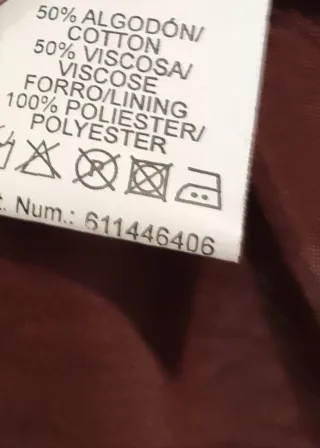 50% ALGODÓN/
COTTON
50% VISCOSA/
VISCOSE
FORRO/LINING
100% POLIESTER/
POLYESTER
. Num.: 611446406